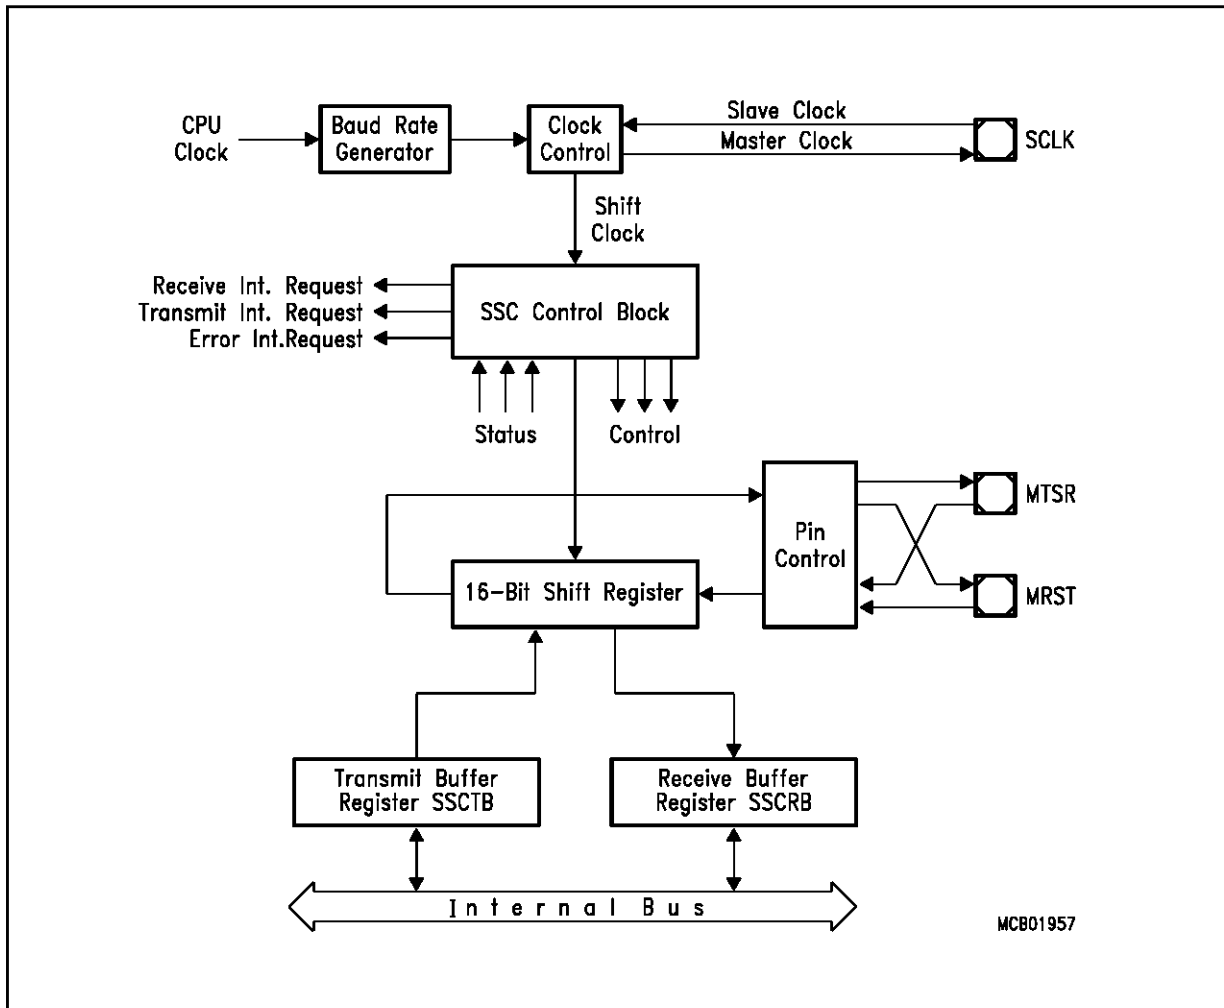 CPU
Clock
Baud Rate
Generator
Clock
Control
Slave Clock
Master Clock
SCLK
Shift
Clock
Receive Int. Request
Transmit Int. Request
Error Int.Request
SSC Control Block
Status
Control
Pin
Control
MTSR
MRST
16-Bit Shift Register
Transmit Buffer
Register SSCTB
Receive Buffer
Register SSCRB
Internal Bus
MCB01957